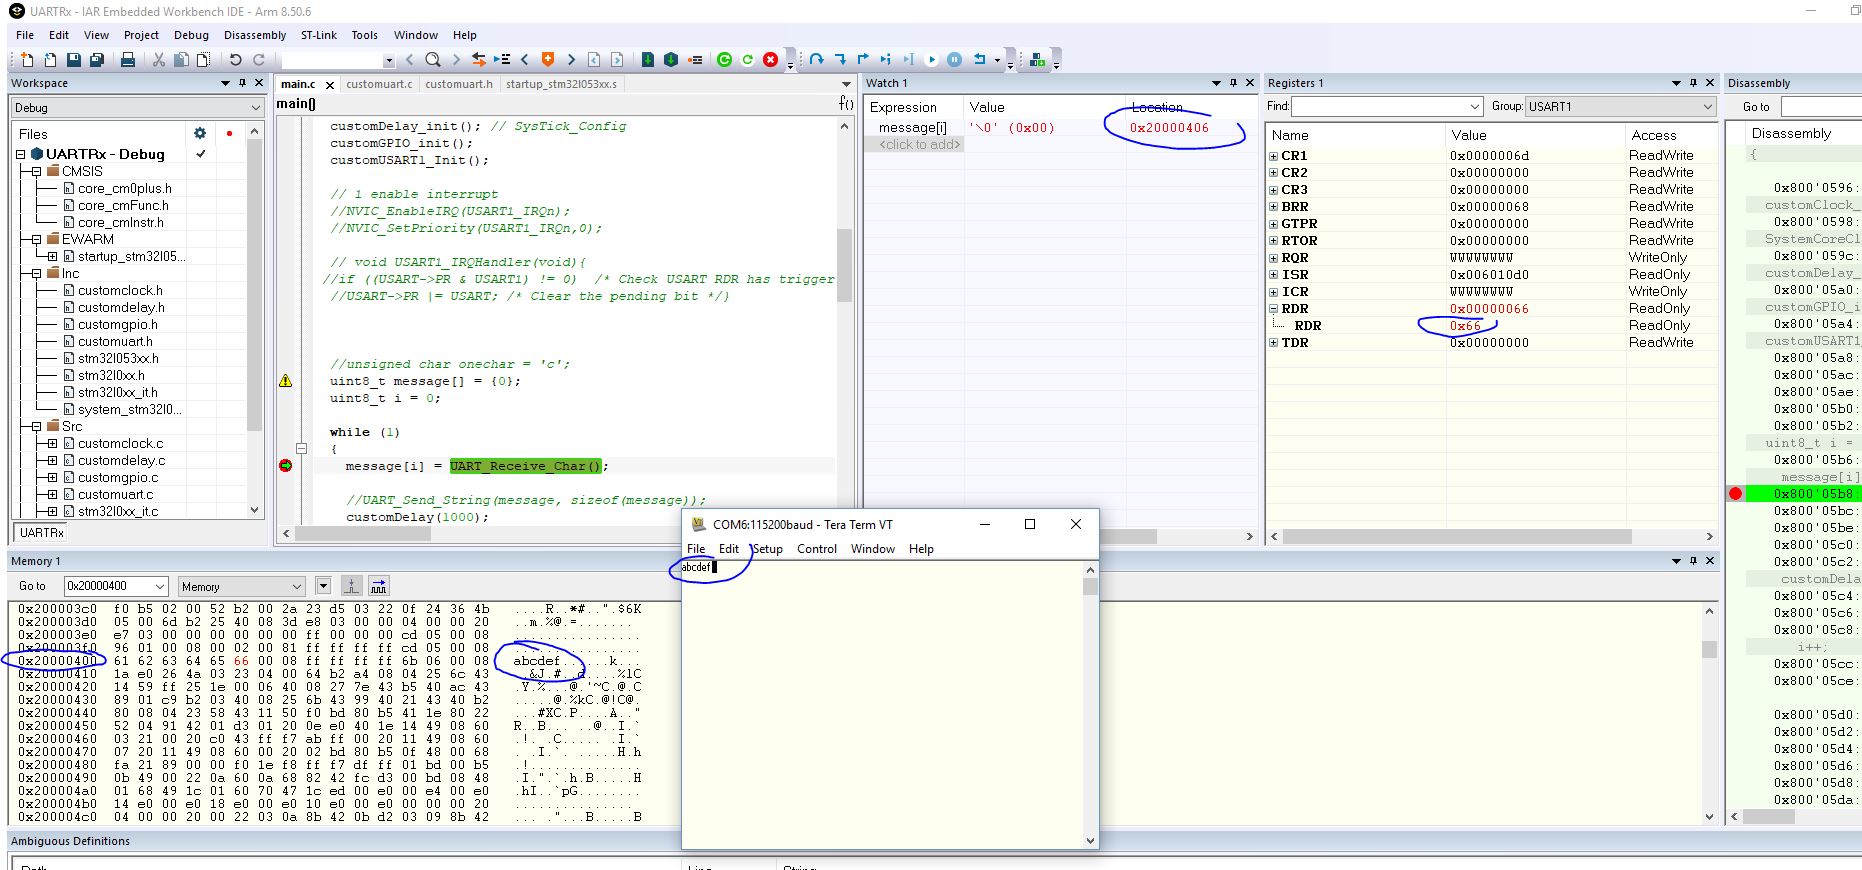 UARTRx - IAR Embedded Workbench IDE - Arm 8.50.6
File Edit View Project Debug Disassembly ST-Link Tools Window Help
Workspace
Debug
Files
UARTRx - Debug
CMSIS
core_cm0plus.h
core_cmFunc.h
core_cmInstr.h
EWARM
startup_stm32l05...
Inc
customclock.h
customdelay.h
customgpio.h
customuart.h
stm32l053xx.h
stm32l0xx.h
stm32l0xx_it.h
system_stm32l0...
Src
customclock.c
customdelay.c
customgpio.c
customuart.c
stm32l0xx_it.c
UARTRx
main.c customuart.c customuart.h startup_stm32l053xx.s
main()
f()
customDelay_init(); // SysTick_Config
customGPIO_init();
customUSART1_Init();
// 1 enable interrupt
//NVIC_EnableIRQ(USART1_IRQn);
//NVIC_SetPriority(USART1_IRQn,0);
// void USART1_IRQHandler(void){
//if ((USART->PR & USART1) != 0) /* Check USART RDR has trigger
//USART->PR |= USART; /* Clear the pending bit */}
//unsigned char onechar = 'c';
uint8_t message[] = {0};
uint8_t i = 0;
while (1)
{
message[i] = UART_Receive_Char();
//UART_Send_String(message, sizeof(message));
customDelay(1000);
Watch 1
Expression Value Location
message[i] '\0' (0x00) 0x20000406
<click to add>
Registers 1
Find: Group: USART1
Name Value Access
CR1 0x0000006d ReadWrite
CR2 0x00000000 ReadWrite
CR3 0x00000000 ReadWrite
BRR 0x00000068 ReadWrite
GTPR 0x00000000 ReadWrite
RTOR 0x00000000 ReadWrite
RQR WWWWWWWW WriteOnly
ISR 0x006010d0 ReadOnly
ICR WWWWWWWW WriteOnly
RDR 0x00000066 ReadOnly
RDR 0x66 ReadOnly
TDR 0x00000000 ReadWrite
Disassembly
Go to
Disassembly
{
0x800'0596:
customClock_
0x800'0598:
SystemCoreCl
0x800'059c:
customDelay_
0x800'05a0:
customGPIO_i
0x800'05a4:
customUSART1
0x800'05a8:
0x800'05ac:
0x800'05ae:
0x800'05b0:
0x800'05b2:
uint8_t i =
0x800'05b6:
message[i]
0x800'05b8:
0x800'05bc:
0x800'05be:
0x800'05c0:
0x800'05c2:
customDela
0x800'05c4:
0x800'05c6:
0x800'05c8:
i++;
0x800'05cc:
0x800'05ce:
0x800'05d0:
0x800'05d2:
0x800'05d4:
0x800'05d6:
0x800'05d8:
0x800'05da:
COM6:115200baud - Tera Term VT
File Edit Setup Control Window Help
abcdef
Memory 1
Go to 0x20000400 Memory
0x200003c0 f0 b5 02 00 52 b2 00 2a 23 d5 03 22 0f 24 36 4b ....R..*#..".$6K
0x200003d0 05 00 6d b2 25 40 08 3d e8 03 00 00 04 00 00 20 ..m.%@.=.......
0x200003e0 e7 03 00 00 00 00 00 00 ff 00 00 00 cd 05 00 08 ................
0x200003f0 96 01 00 08 00 02 00 81 ff ff ff ff cd 05 00 08
0x20000400 61 62 63 64 65 66 00 08 ff ff ff ff 6b 06 00 08 abcdef......k...
0x20000410 1a e0 26 4a 03 23 04 00 64 b2 a4 08 04 25 6c 43 ..&J.#..d....%lC
0x20000420 14 59 ff 25 1e 00 06 40 08 27 7e 43 b5 40 ac 43 .Y.%...@.'~C.@.C
0x20000430 89 01 c9 b2 03 40 08 25 6b 43 99 40 21 43 40 b2 .....@.%kC.@!C@.
0x20000440 80 08 04 23 58 43 11 50 f0 bd 80 b5 41 1e 80 22 ...#XC.P....A.."
0x20000450 52 04 91 42 01 d3 01 20 0e e0 40 1e 14 49 08 60 R..B... ..@..I.`
0x20000460 03 21 00 20 c0 43 ff f7 ab ff 00 20 11 49 08 60 .!. .C..... .I.`
0x20000470 07 20 11 49 08 60 00 20 02 bd 80 b5 0f 48 00 68 . .I.`. .....H.h
0x20000480 fa 21 89 00 00 f0 1e f8 ff f7 df ff 01 bd 00 b5 .!..............
0x20000490 0b 49 00 22 0a 60 0a 68 82 42 fc d3 00 bd 08 48 .I.".`.h.B.....H
0x200004a0 01 68 49 1c 01 60 70 47 1c ed 00 e0 00 e4 00 e0 .hI..`pG........
0x200004b0 14 e0 00 e0 18 e0 00 e0 10 e0 00 e0 00 00 00 20 ...............
0x200004c0 04 00 00 20 00 22 03 0a 8b 42 0b d2 03 09 8b 42 ... ."...B.....B
Ambiguous Definitions